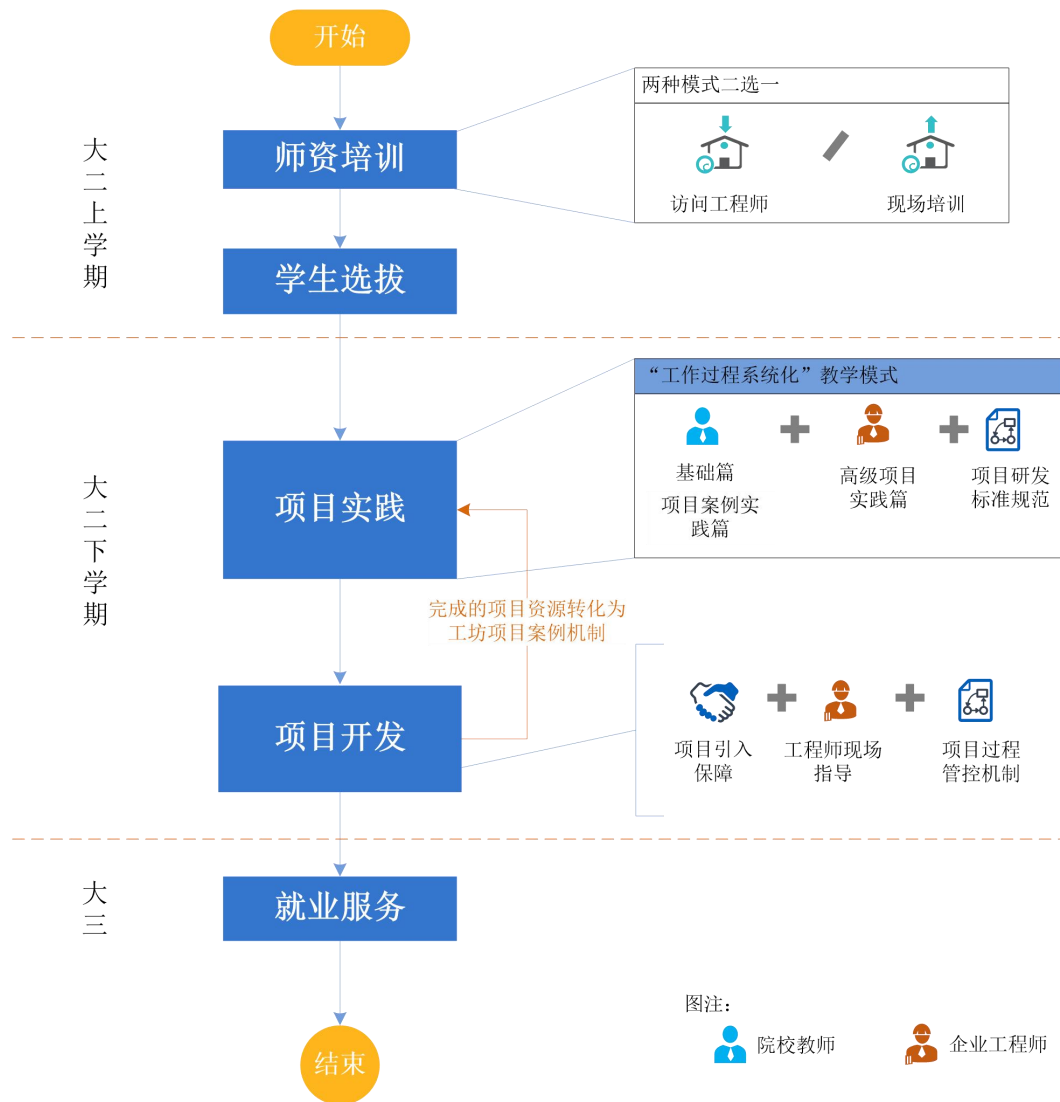 开始
大二上学期
师资培训
两种模式二选一
访问工程师
现场培训
学生选拔
大二下学期
项目实践
“工作过程系统化”教学模式
基础篇
项目案例实
践篇
高级项目
实践篇
项目研发
标准规范
完成的项目资源转化为
工坊项目案例机制
项目开发
项目引入
保障
工程师现场
指导
项目过程
管控机制
大三
就业服务
结束
图注：
院校教师
企业工程师